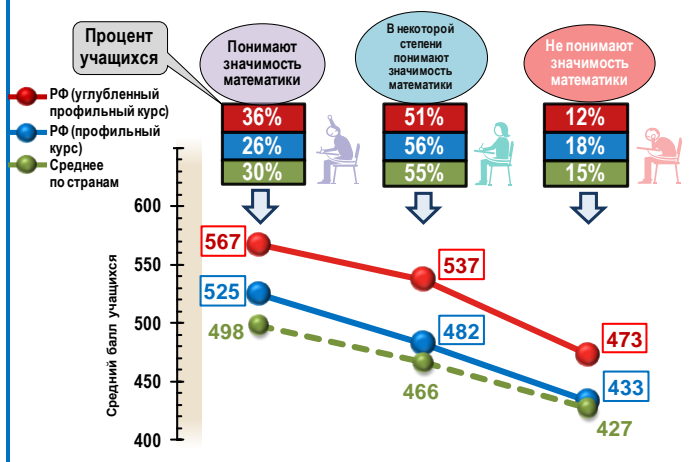 Процент
учащихся
Понимают
значимость
математики
В некоторой
степени
понимают
значимость
математики
Не понимают
значимость
математики
РФ (углубленный
профильный курс)
РФ (профильный
курс)
Среднее
по странам
36%
51%
12%
26%
56%
18%
30%
55%
15%
Средний балл учащихся
600
550
500
450
400
567
537
473
525
482
433
498
466
427